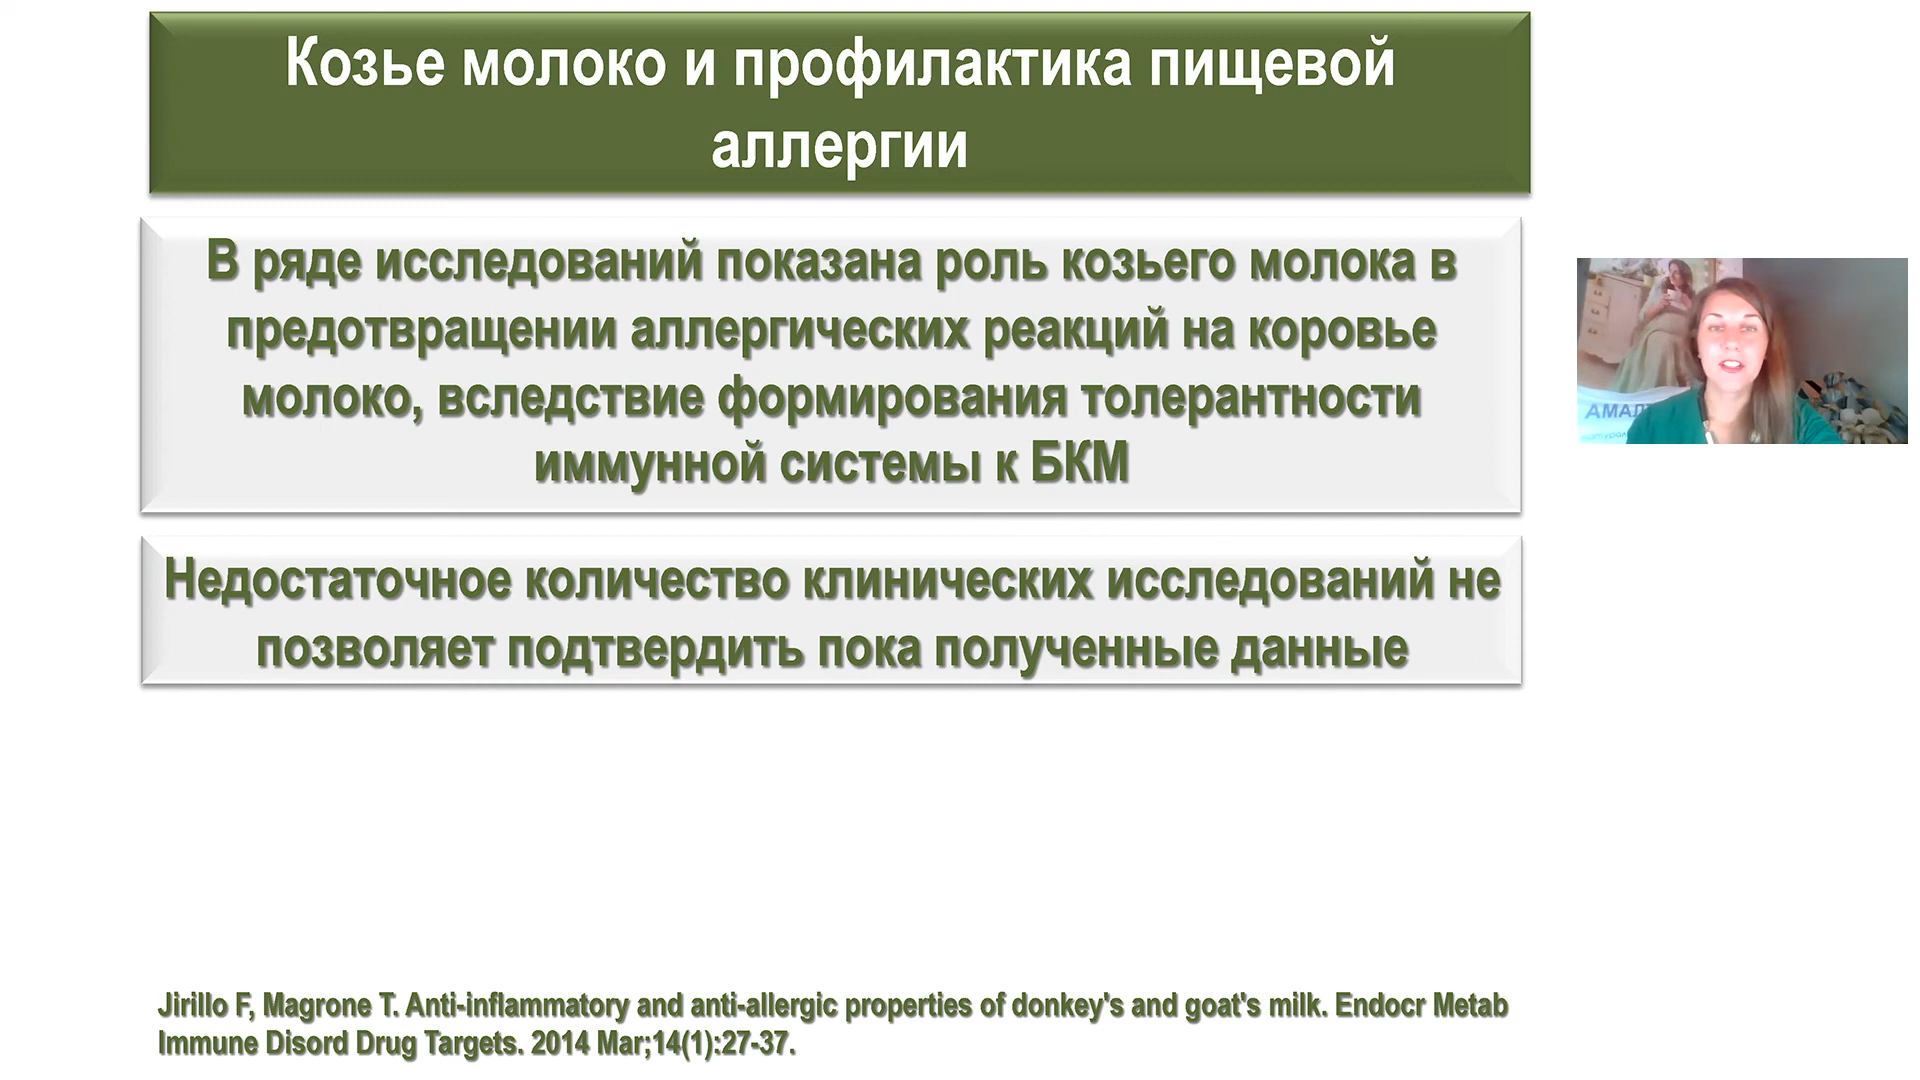 Козье молоко и профилактика пищевой
аллергии
В ряде исследований показана роль козьего молока в
предотвращении аллергических реакций на коровье
молоко, вследствие формирования толерантности
иммунной системы к БКМ
Недостаточное количество клинических исследований не
позволяет подтвердить пока полученные данные
Jirillo F, Magrone T. Anti-inflammatory and anti-allergic properties of donkey's and goat's milk. Endocr Metab
Immune Disord Drug Targets. 2014 Mar;14(1):27-37.